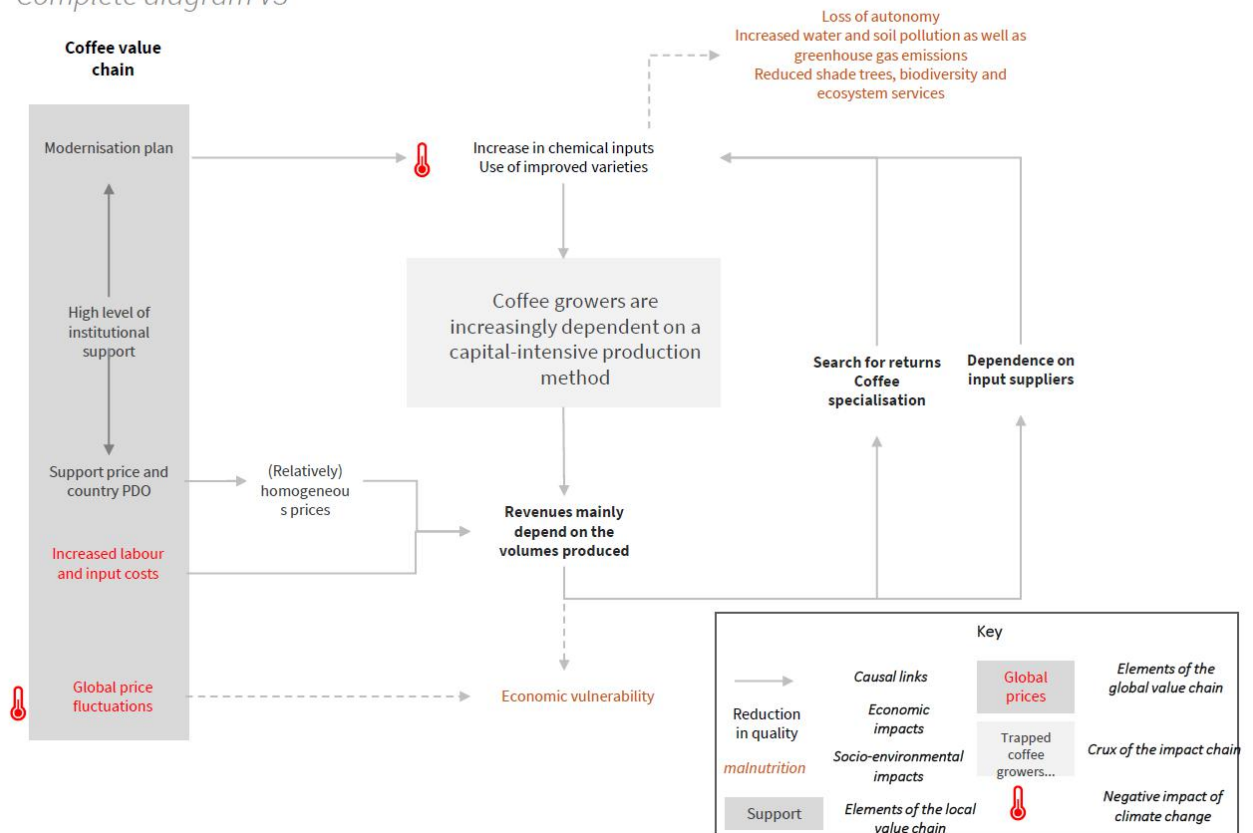 Complete diagram v3
Loss of autonomy
Increased water and soil pollution as well as
greenhouse gas emissions
Reduced shade trees, biodiversity and
ecosystem services
Coffee value
chain
Modernisation plan
Increase in chemical inputs
Use of improved varieties
High level of
institutional
support
Coffee growers are
increasingly dependent on a
capital-intensive production
method
Search for returns
Coffee
specialisation
Dependence on
input suppliers
Support price and
country PDO
(Relatively)
homogeneou
s prices
Revenues mainly
depend on the
volumes produced
Increased labour
and input costs
Global price
fluctuations
Economic vulnerability
Key
Causal links
Global
prices
Elements of the
global value chain
Reduction
in quality
Economic
impacts
Trapped
coffee
growers...
Crux of the impact chain
malnutrition
Socio-environmental
impacts
Support
Elements of the local
value chain
Negative impact of
climate change